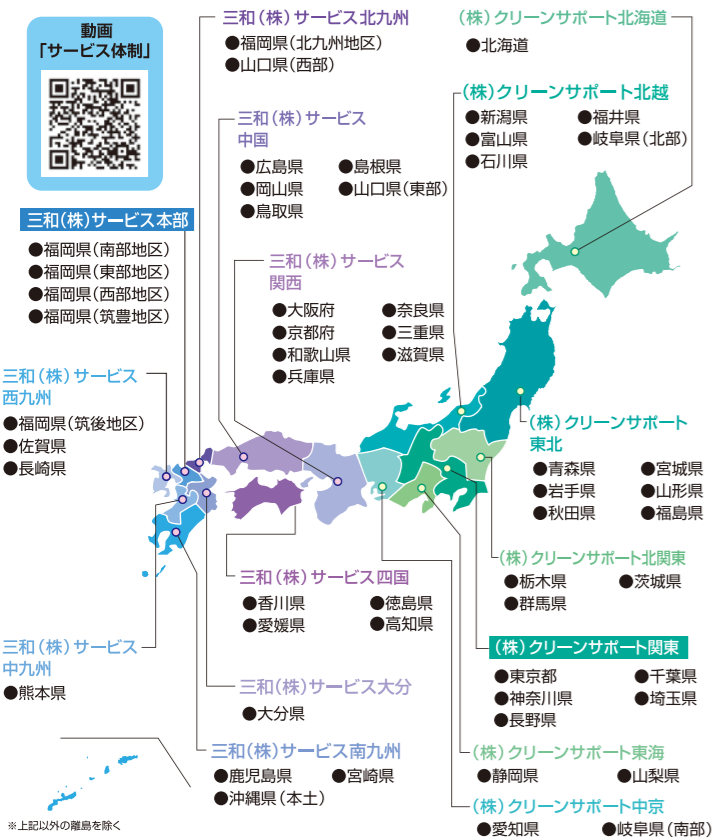 動画
「サービス体制」
三和（株）サービス北九州
●福岡県（北九州地区）
●山口県（西部）
（株）クリーンサポート北海道
●北海道
（株）クリーンサポート北越
●新潟県 ●福井県
●富山県 ●岐阜県（北部）
●石川県
三和（株）サービス
中国
●広島県 ●島根県
●岡山県 ●山口県（東部）
●鳥取県
三和（株）サービス本部
●福岡県（南部地区）
●福岡県（東部地区）
●福岡県（西部地区）
●福岡県（筑豊地区）
三和（株）サービス
関西
●大阪府 ●奈良県
●京都府 ●三重県
●和歌山県 ●滋賀県
●兵庫県
三和（株）サービス
西九州
●福岡県（筑後地区）
●佐賀県
●長崎県
（株）クリーンサポート
東北
●青森県 ●宮城県
●岩手県 ●山形県
●秋田県 ●福島県
（株）クリーンサポート北関東
●栃木県 ●茨城県
●群馬県
三和（株）サービス四国
●香川県 ●徳島県
●愛媛県 ●高知県
三和（株）サービス
中九州
●熊本県
（株）クリーンサポート関東
●東京都 ●千葉県
●神奈川県 ●埼玉県
●長野県
三和（株）サービス大分
●大分県
三和（株）サービス南九州
●鹿児島県 ●宮崎県
●沖縄県（本土）
（株）クリーンサポート東海
●静岡県 ●山梨県
（株）クリーンサポート中京
●愛知県 ●岐阜県（南部）
※上記以外の離島を除く